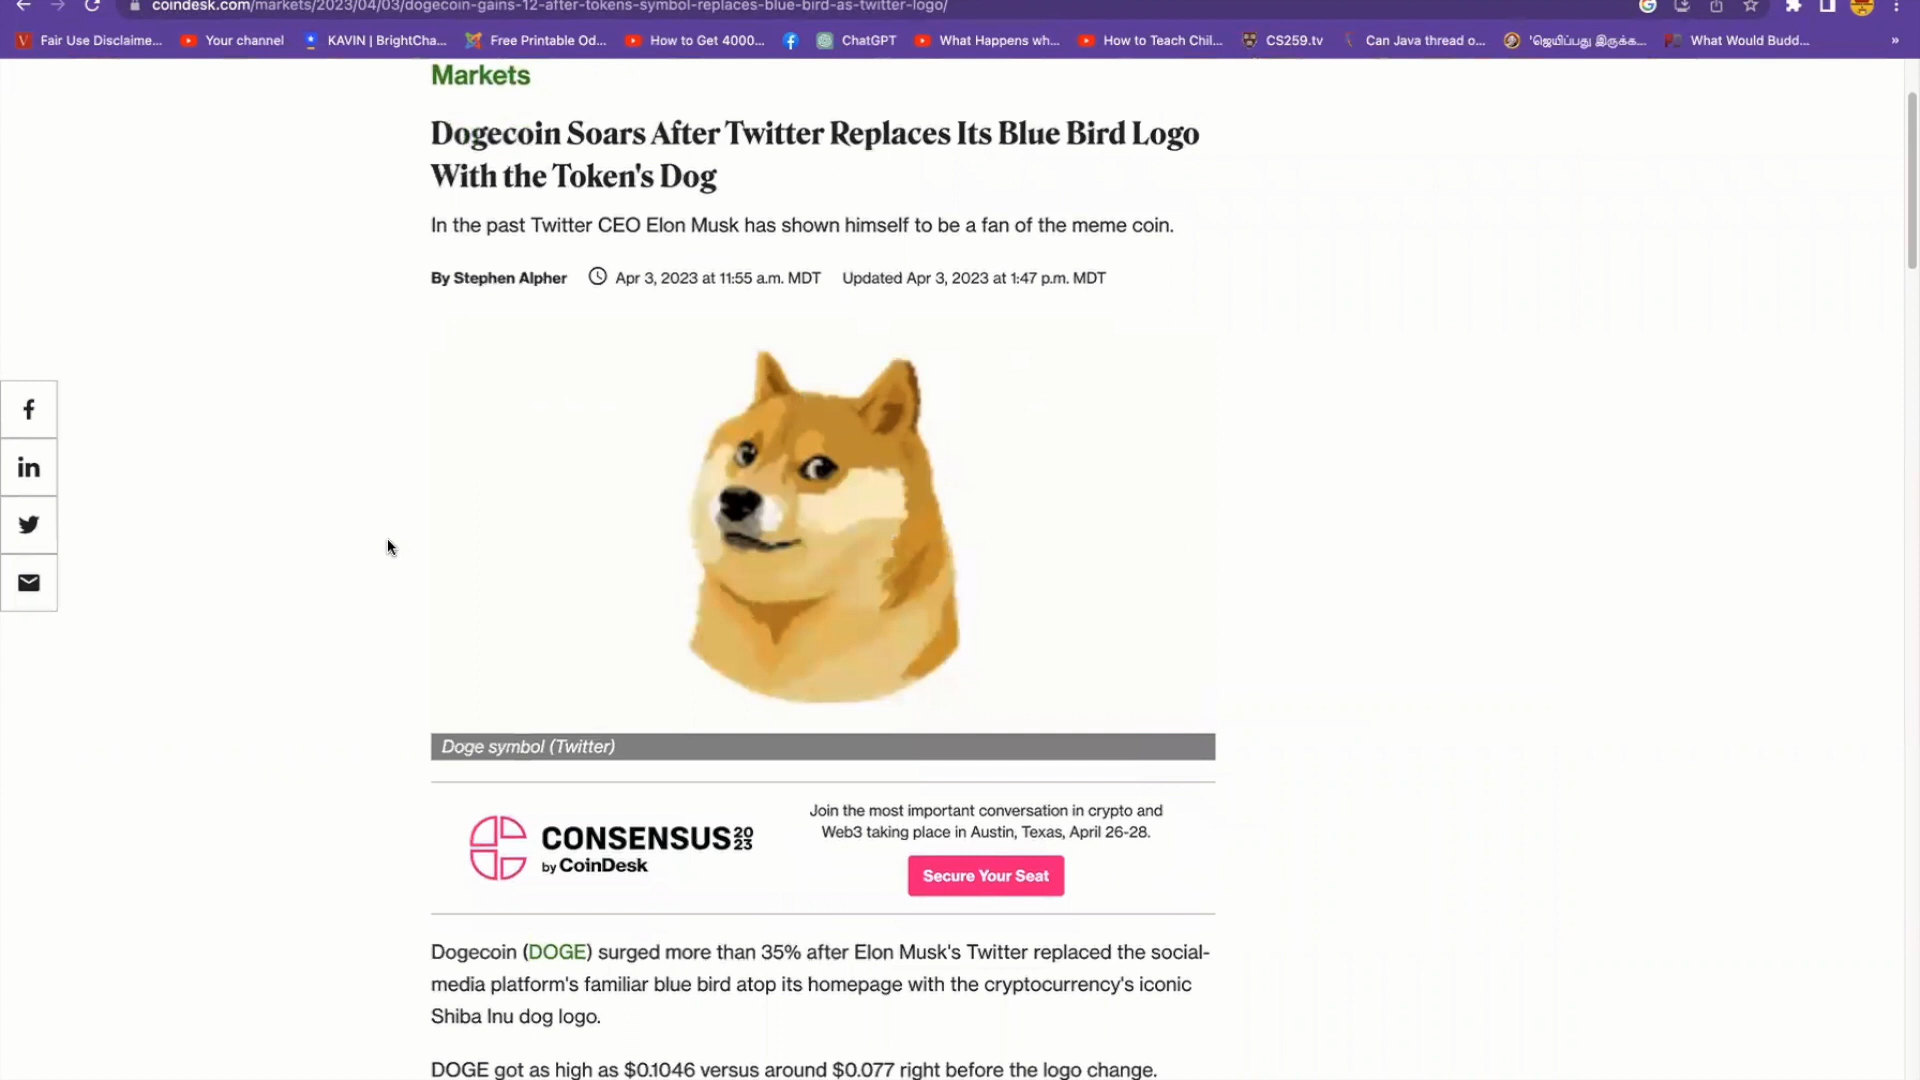 coindesk.com/markets/2023/04/03/dogecoin-gains-12-after-tokens-symbol-replaces-blue-bird-as-twitter-logo/
Fair Use Disclaime... Your channel KAVIN | BrightCha... Free Printable Od... How to Get 4000... ChatGPT What Happens wh... How to Teach Chil... CS259.tv Can Java thread o... 'ஜெயிப்பது இருக்க... What Would Budd... »
Markets
Dogecoin Soars After Twitter Replaces Its Blue Bird Logo
With the Token's Dog
In the past Twitter CEO Elon Musk has shown himself to be a fan of the meme coin.
By Stephen Alpher Apr 3, 2023 at 11:55 a.m. MDT Updated Apr 3, 2023 at 1:47 p.m. MDT
f
in
Doge symbol (Twitter)
CONSENSUS 2023
by CoinDesk
Join the most important conversation in crypto and
Web3 taking place in Austin, Texas, April 26-28.
Secure Your Seat
Dogecoin (DOGE) surged more than 35% after Elon Musk's Twitter replaced the social-
media platform's familiar blue bird atop its homepage with the cryptocurrency's iconic
Shiba Inu dog logo.
DOGE got as high as $0.1046 versus around $0.077 right before the logo change.